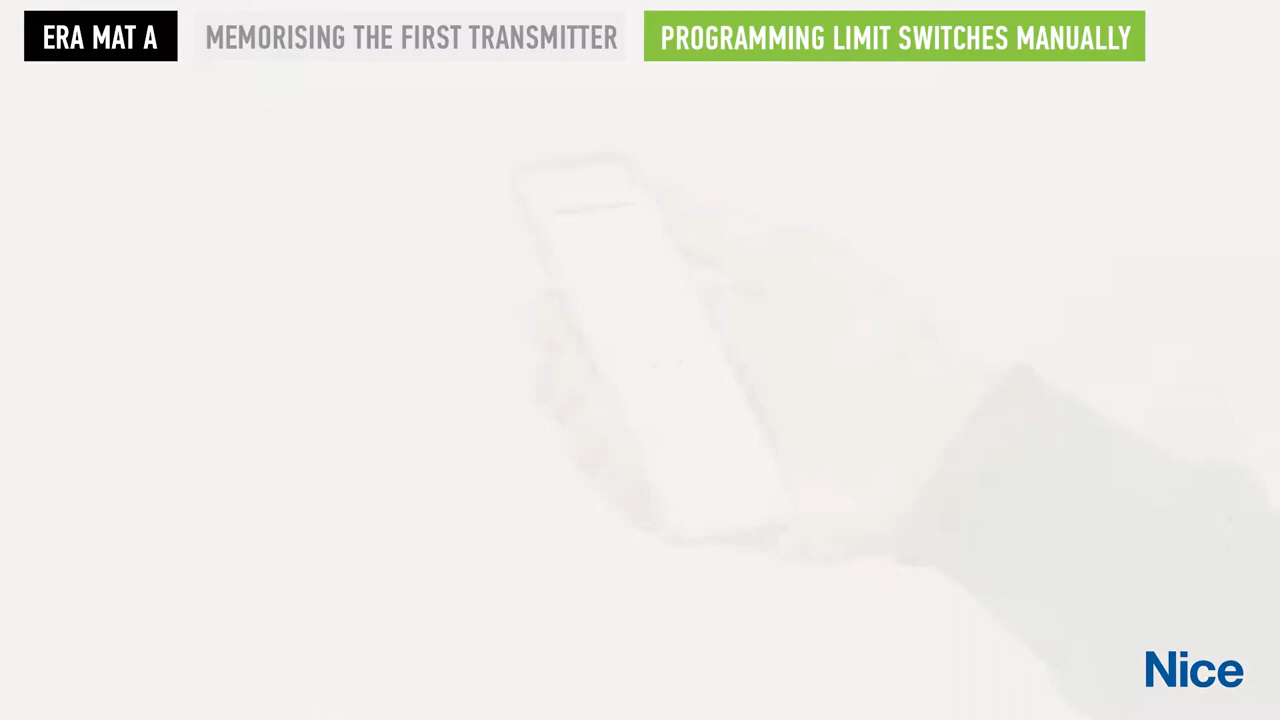 ERA MAT A
MEMORISING THE FIRST TRANSMITTER
PROGRAMMING LIMIT SWITCHES MANUALLY
Nice